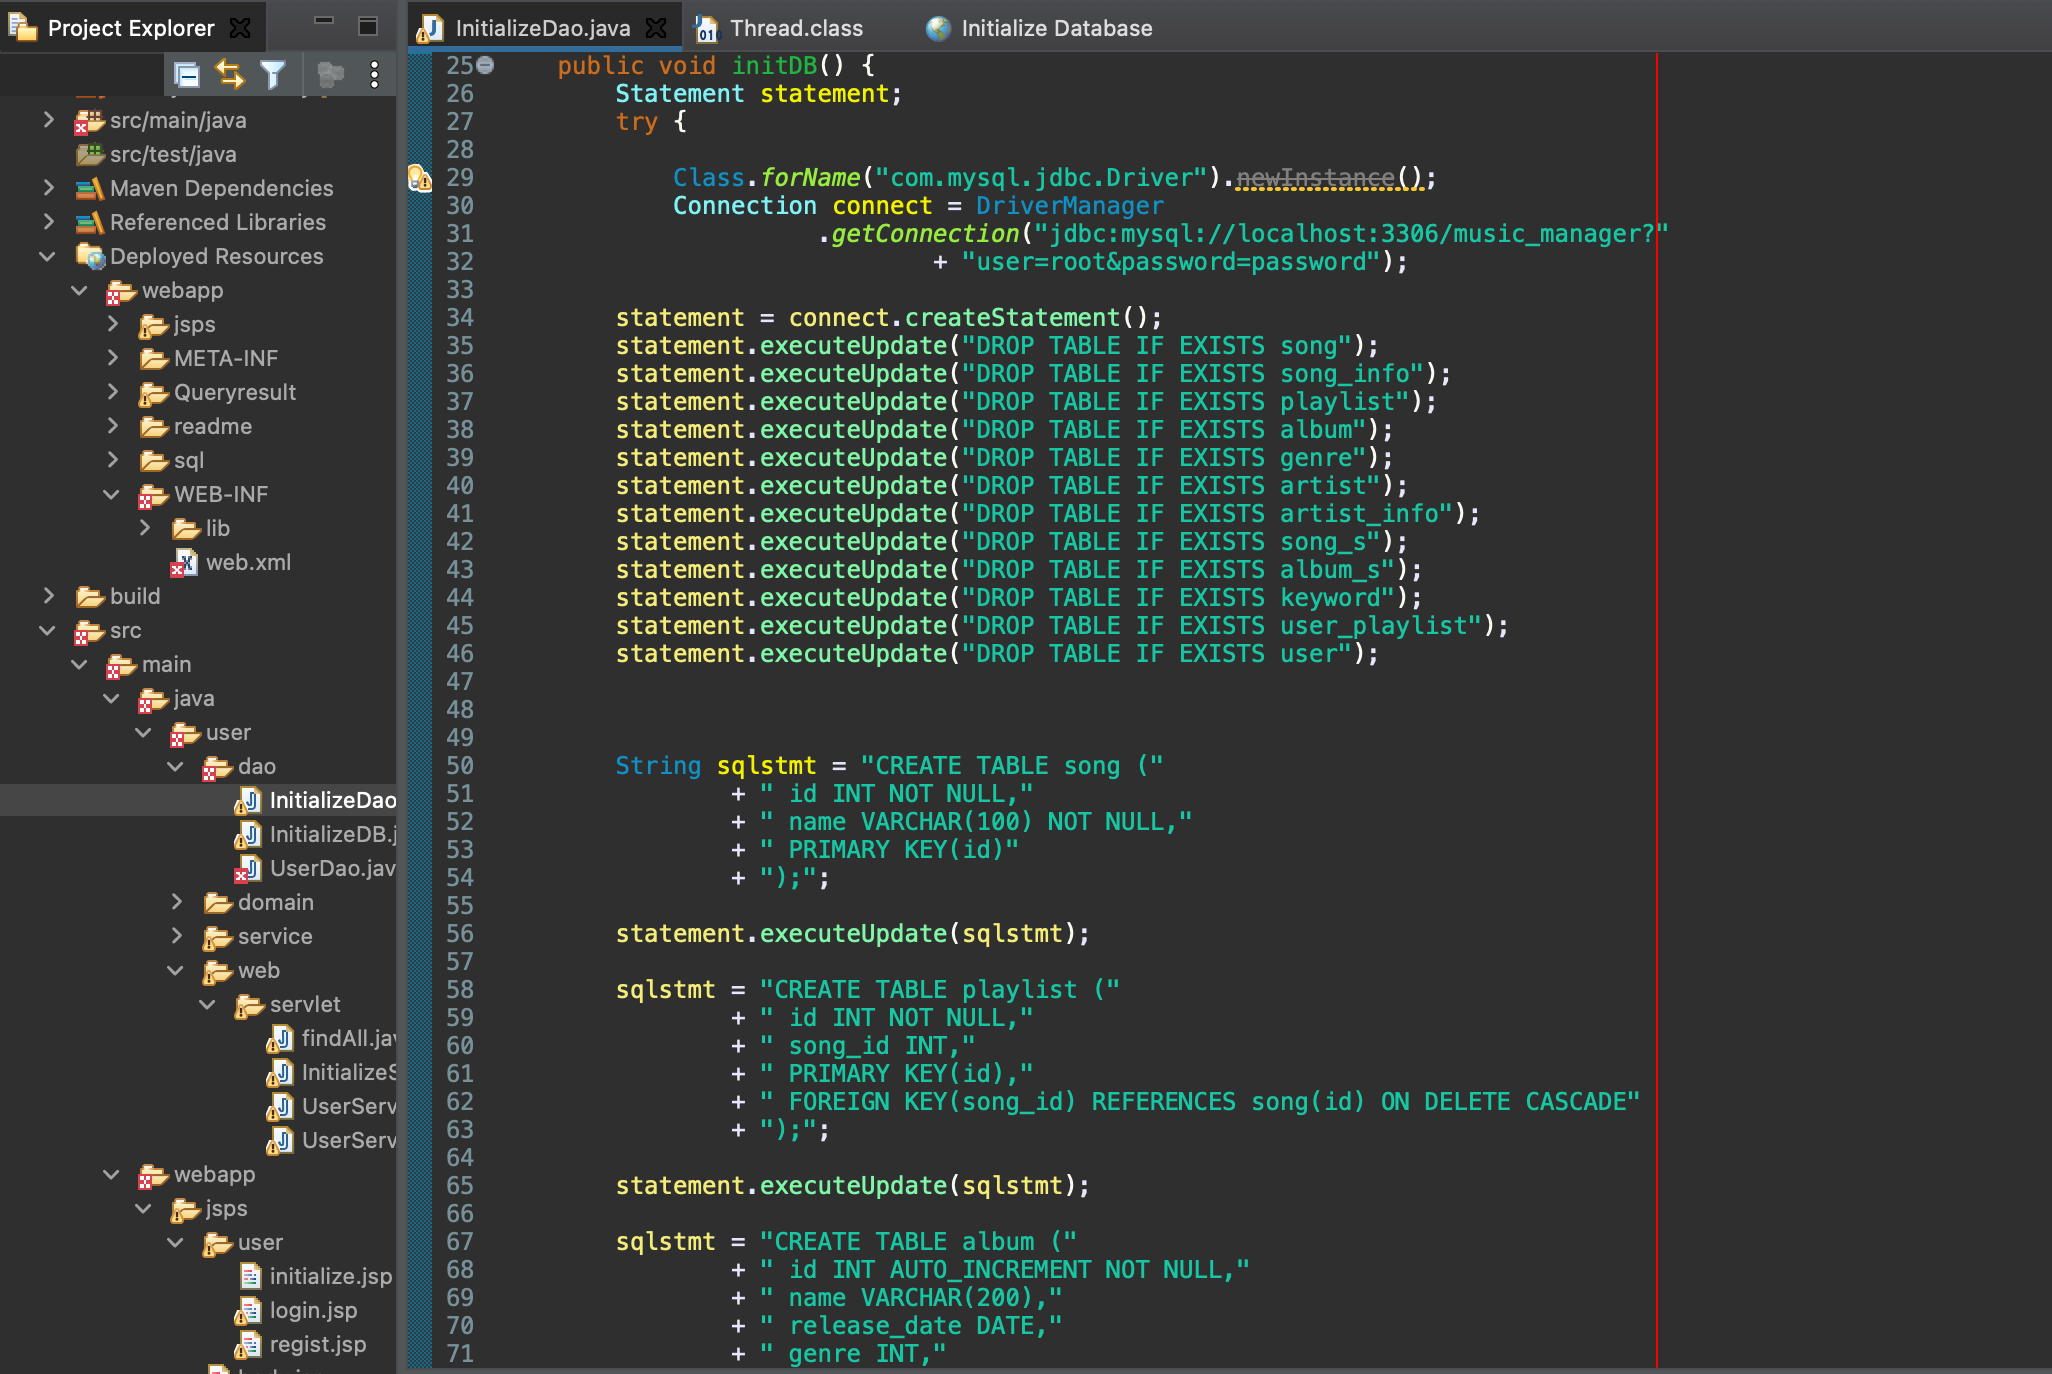 Project Explorer
src/main/java
src/test/java
Maven Dependencies
Referenced Libraries
Deployed Resources
webapp
jsps
META-INF
Queryresult
readme
sql
WEB-INF
lib
web.xml
build
src
main
java
user
dao
InitializeDao
InitializeDB.j
UserDao.jav
domain
service
web
servlet
findAll.jav
InitializeS
UserServ
UserServ
webapp
jsps
user
initialize.jsp
login.jsp
regist.jsp
InitializeDao.java
Thread.class
Initialize Database
25 public void initDB() {
26 Statement statement;
27 try {
28
29 Class.forName("com.mysql.jdbc.Driver").newInstance();
30 Connection connect = DriverManager
31 .getConnection("jdbc:mysql://localhost:3306/music_manager?"
32 + "user=root&password=password");
33
34 statement = connect.createStatement();
35 statement.executeUpdate("DROP TABLE IF EXISTS song");
36 statement.executeUpdate("DROP TABLE IF EXISTS song_info");
37 statement.executeUpdate("DROP TABLE IF EXISTS playlist");
38 statement.executeUpdate("DROP TABLE IF EXISTS album");
39 statement.executeUpdate("DROP TABLE IF EXISTS genre");
40 statement.executeUpdate("DROP TABLE IF EXISTS artist");
41 statement.executeUpdate("DROP TABLE IF EXISTS artist_info");
42 statement.executeUpdate("DROP TABLE IF EXISTS song_s");
43 statement.executeUpdate("DROP TABLE IF EXISTS album_s");
44 statement.executeUpdate("DROP TABLE IF EXISTS keyword");
45 statement.executeUpdate("DROP TABLE IF EXISTS user_playlist");
46 statement.executeUpdate("DROP TABLE IF EXISTS user");
47
48
49
50 String sqlstmt = "CREATE TABLE song ("
51 + " id INT NOT NULL,"
52 + " name VARCHAR(100) NOT NULL,"
53 + " PRIMARY KEY(id)"
54 + ");";
55
56 statement.executeUpdate(sqlstmt);
57
58 sqlstmt = "CREATE TABLE playlist ("
59 + " id INT NOT NULL,"
60 + " song_id INT,"
61 + " PRIMARY KEY(id),"
62 + " FOREIGN KEY(song_id) REFERENCES song(id) ON DELETE CASCADE"
63 + ");";
64
65 statement.executeUpdate(sqlstmt);
66
67 sqlstmt = "CREATE TABLE album ("
68 + " id INT AUTO_INCREMENT NOT NULL,"
69 + " name VARCHAR(200),"
70 + " release_date DATE,"
71 + " genre INT,"